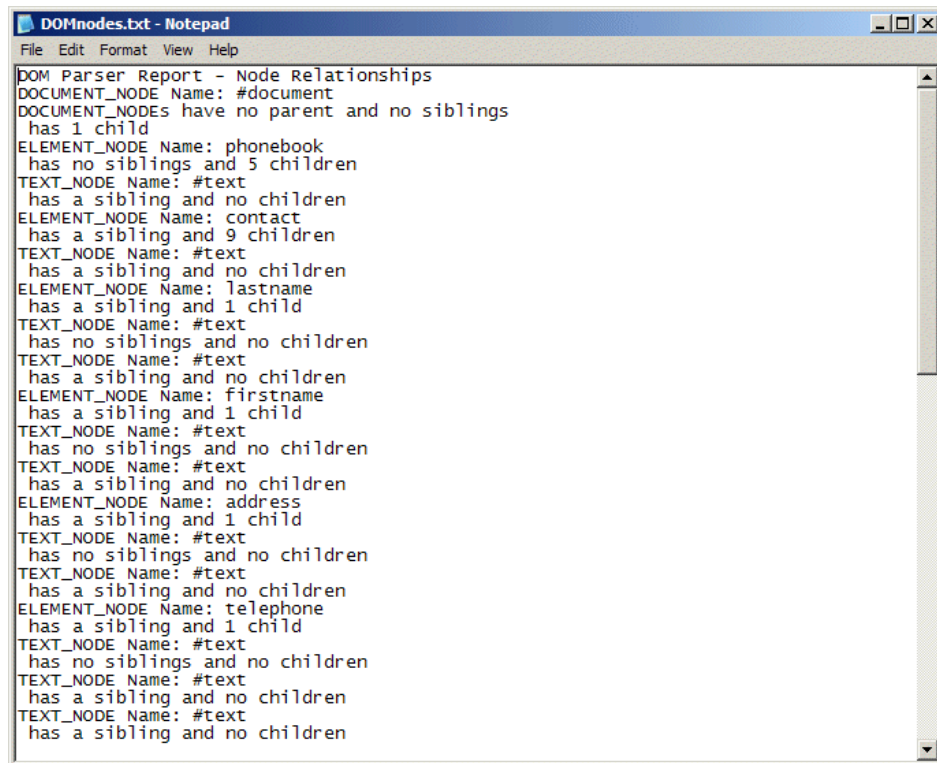 DOMnodes.txt - Notepad
File Edit Format View Help
DOM Parser Report - Node Relationships
DOCUMENT_NODE Name: #document
DOCUMENT_NODEs have no parent and no siblings
has 1 child
ELEMENT_NODE Name: phonebook
has no siblings and 5 children
TEXT_NODE Name: #text
has a sibling and no children
ELEMENT_NODE Name: contact
has a sibling and 9 children
TEXT_NODE Name: #text
has a sibling and no children
ELEMENT_NODE Name: lastname
has a sibling and 1 child
TEXT_NODE Name: #text
has no siblings and no children
TEXT_NODE Name: #text
has a sibling and no children
ELEMENT_NODE Name: firstname
has a sibling and 1 child
TEXT_NODE Name: #text
has no siblings and no children
TEXT_NODE Name: #text
has a sibling and no children
ELEMENT_NODE Name: address
has a sibling and 1 child
TEXT_NODE Name: #text
has no siblings and no children
TEXT_NODE Name: #text
has a sibling and no children
ELEMENT_NODE Name: telephone
has a sibling and 1 child
TEXT_NODE Name: #text
has no siblings and no children
TEXT_NODE Name: #text
has a sibling and no children
TEXT_NODE Name: #text
has a sibling and no children